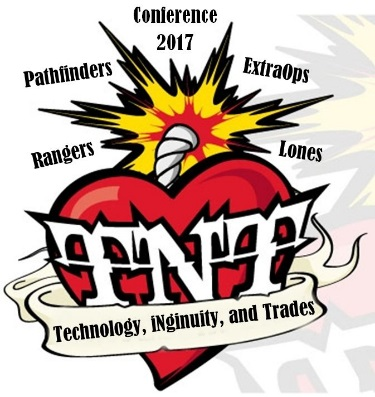 Conference
2017
Pathfinders
ExtraOps
Rangers
Lones
TNT
Technology, iNginuity, and Trades